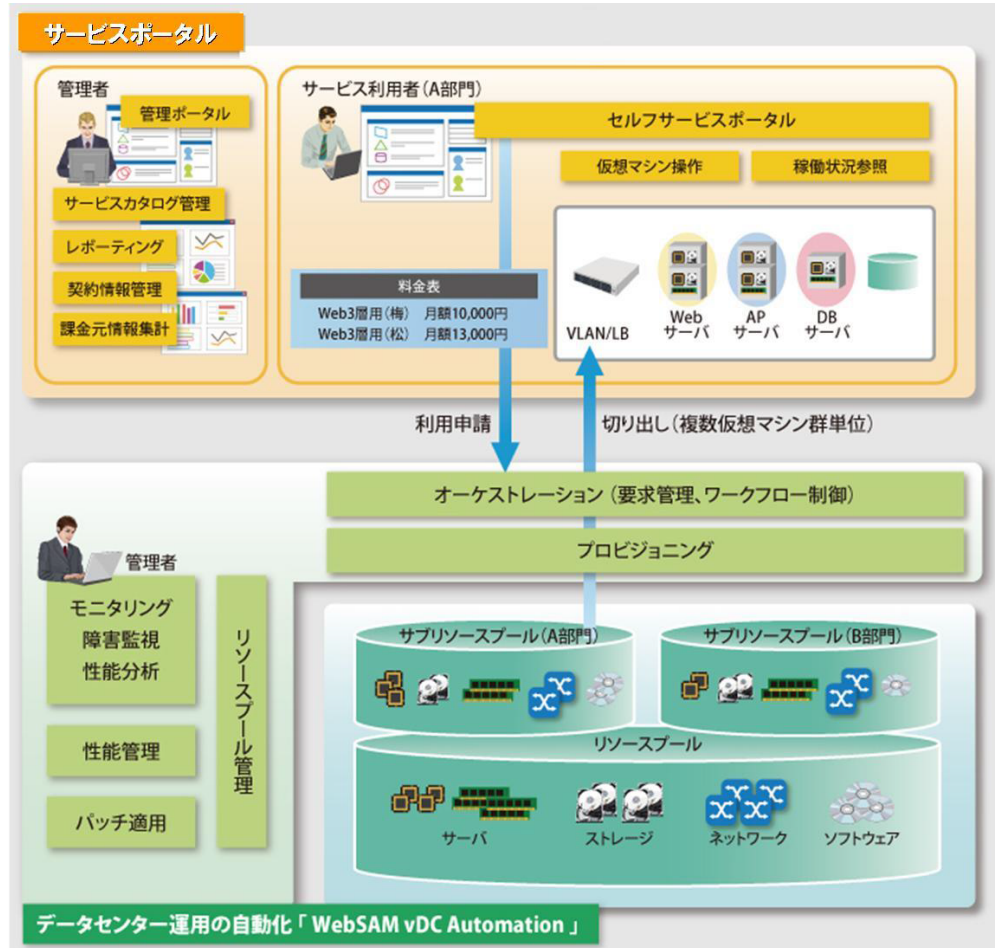 サービスポータル
管理者
管理ポータル
サービスカタログ管理
レポーティング
契約情報管理
課金元情報集計
サービス利用者(A部門)
セルフサービスポータル
仮想マシン操作
稼働状況参照
料金表
Web3層用(梅) 月額10,000円
Web3層用(松) 月額13,000円
VLAN/LB
Web
サーバ
AP
サーバ
DB
サーバ
利用申請
切り出し(複数仮想マシン群単位)
オーケストレーション(要求管理、ワークフロー制御)
プロビジョニング
管理者
モニタリング
障害監視
性能分析
性能管理
パッチ適用
リソースプール管理
サブリソースプール(A部門)
サブリソースプール(B部門)
リソースプール
サーバ
ストレージ
ネットワーク
ソフトウェア
データセンター運用の自動化「 WebSAM vDC Automation 」